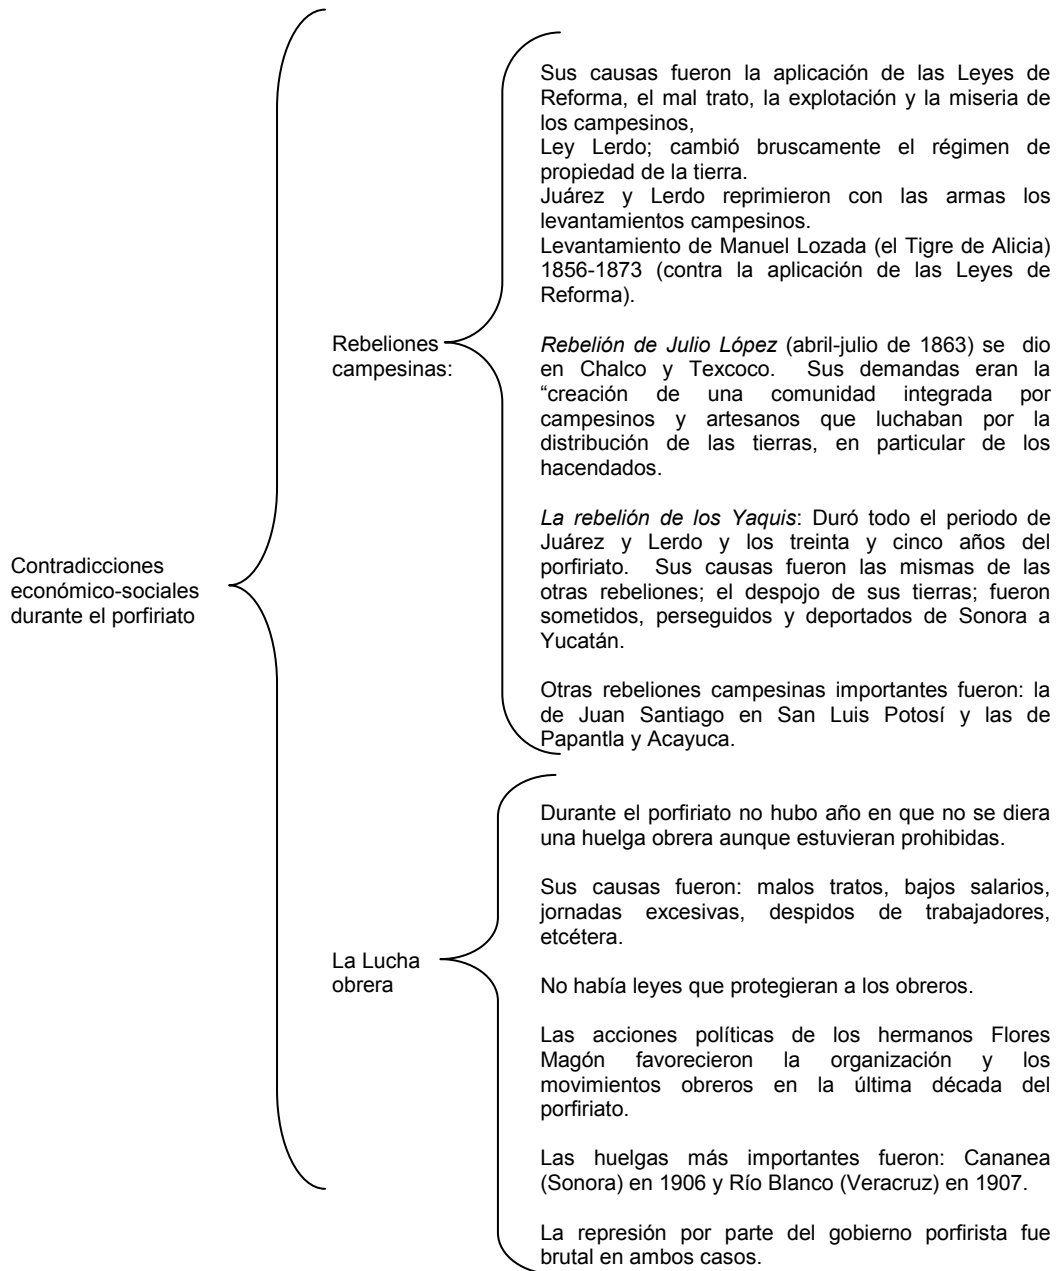 Contradicciones
económico-sociales
durante el porfiriato
Rebeliones
campesinas:
Sus causas fueron la aplicación de las Leyes de
Reforma, el mal trato, la explotación y la miseria de
los campesinos,
Ley Lerdo; cambió bruscamente el régimen de
propiedad de la tierra.
Juárez y Lerdo reprimieron con las armas los
levantamientos campesinos.
Levantamiento de Manuel Lozada (el Tigre de Alicia)
1856-1873 (contra la aplicación de las Leyes de
Reforma).
Rebelión de Julio López (abril-julio de 1863) se dio
en Chalco y Texcoco. Sus demandas eran la
“creación de una comunidad integrada por
campesinos y artesanos que luchaban por la
distribución de las tierras, en particular de los
hacendados.
La rebelión de los Yaquis: Duró todo el periodo de
Juárez y Lerdo y los treinta y cinco años del
porfiriato. Sus causas fueron las mismas de las
otras rebeliones; el despojo de sus tierras; fueron
sometidos, perseguidos y deportados de Sonora a
Yucatán.
Otras rebeliones campesinas importantes fueron: la
de Juan Santiago en San Luis Potosí y las de
Papantla y Acayuca.
La Lucha
obrera
Durante el porfiriato no hubo año en que no se diera
una huelga obrera aunque estuvieran prohibidas.
Sus causas fueron: malos tratos, bajos salarios,
jornadas excesivas, despidos de trabajadores,
etcétera.
No había leyes que protegieran a los obreros.
Las acciones políticas de los hermanos Flores
Magón favorecieron la organización y los
movimientos obreros en la última década del
porfiriato.
Las huelgas más importantes fueron: Cananea
(Sonora) en 1906 y Río Blanco (Veracruz) en 1907.
La represión por parte del gobierno porfirista fue
brutal en ambos casos.